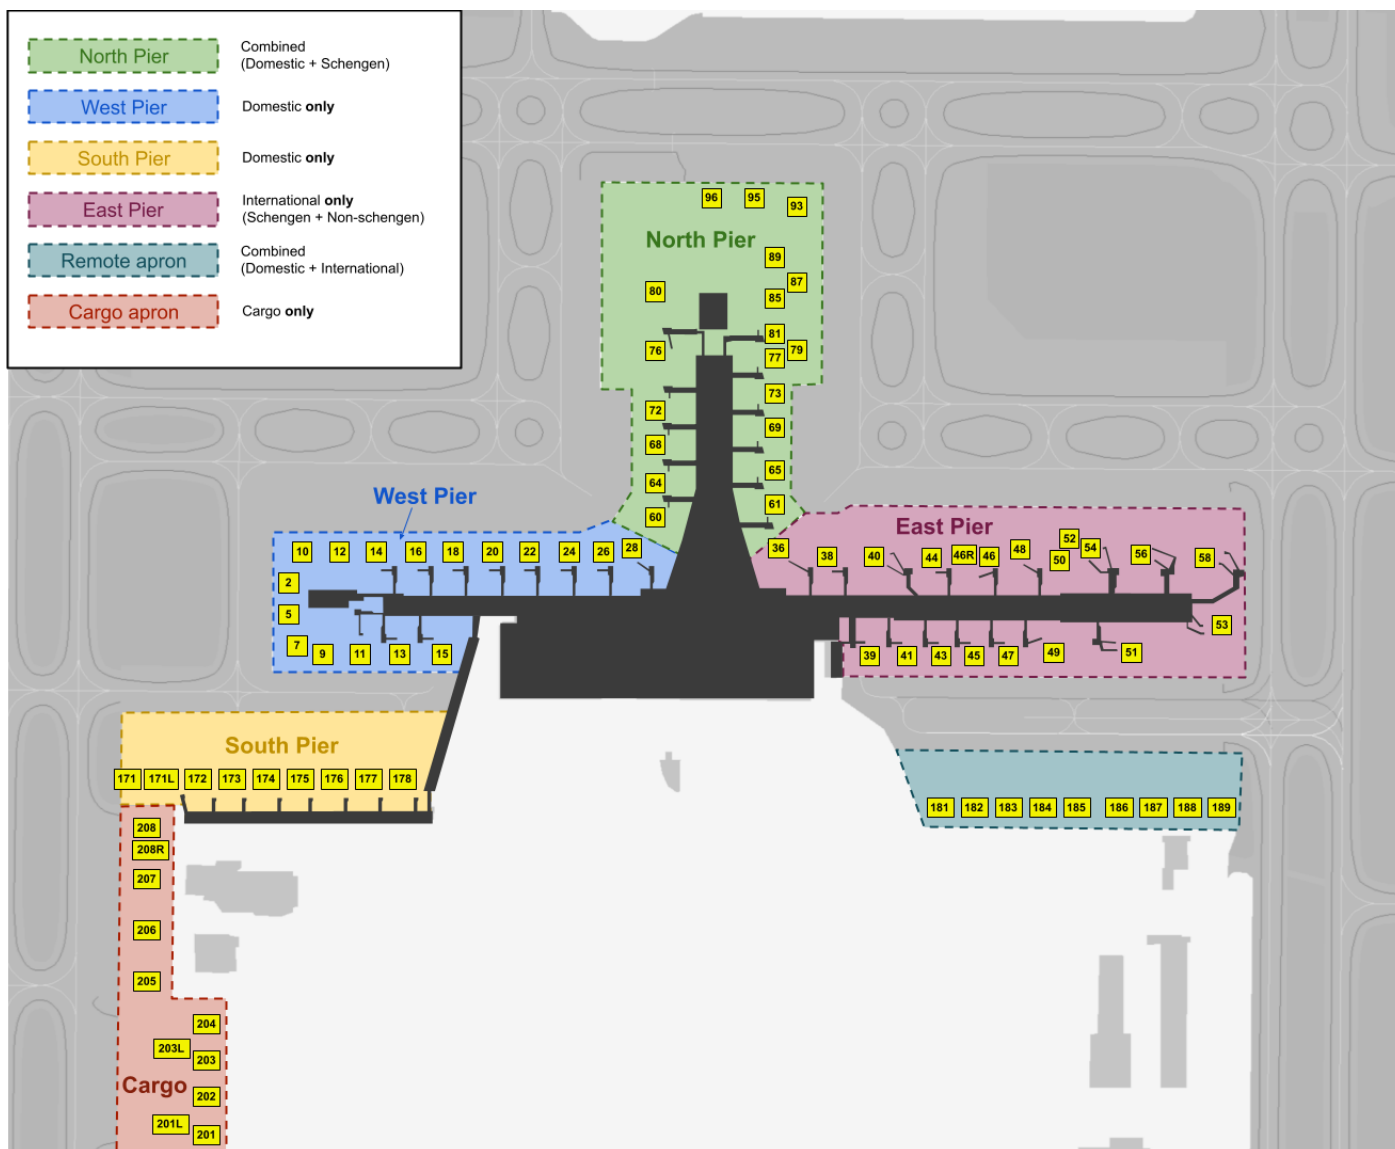 North Pier
Combined
(Domestic + Schengen)
West Pier
Domestic only
South Pier
Domestic only
East Pier
International only
(Schengen + Non-schengen)
Remote apron
Combined
(Domestic + International)
Cargo apron
Cargo only
96 95 93
North Pier
89
87
80 85
81
76 79
77
73
72
69
68
65
64
61
60
West Pier
East Pier
10 12 14 16 18 20 22 24 26 28
36 38 40 44 46R 46 48 50 52 54 56 58
2
5
7 9 11 13 15
39 41 43 45 47 49 51 53
South Pier
171 171L 172 173 174 175 176 177 178
181 182 183 184 185 186 187 188 189
208
208R
207
206
205
204
203L
203
Cargo
202
201L
201